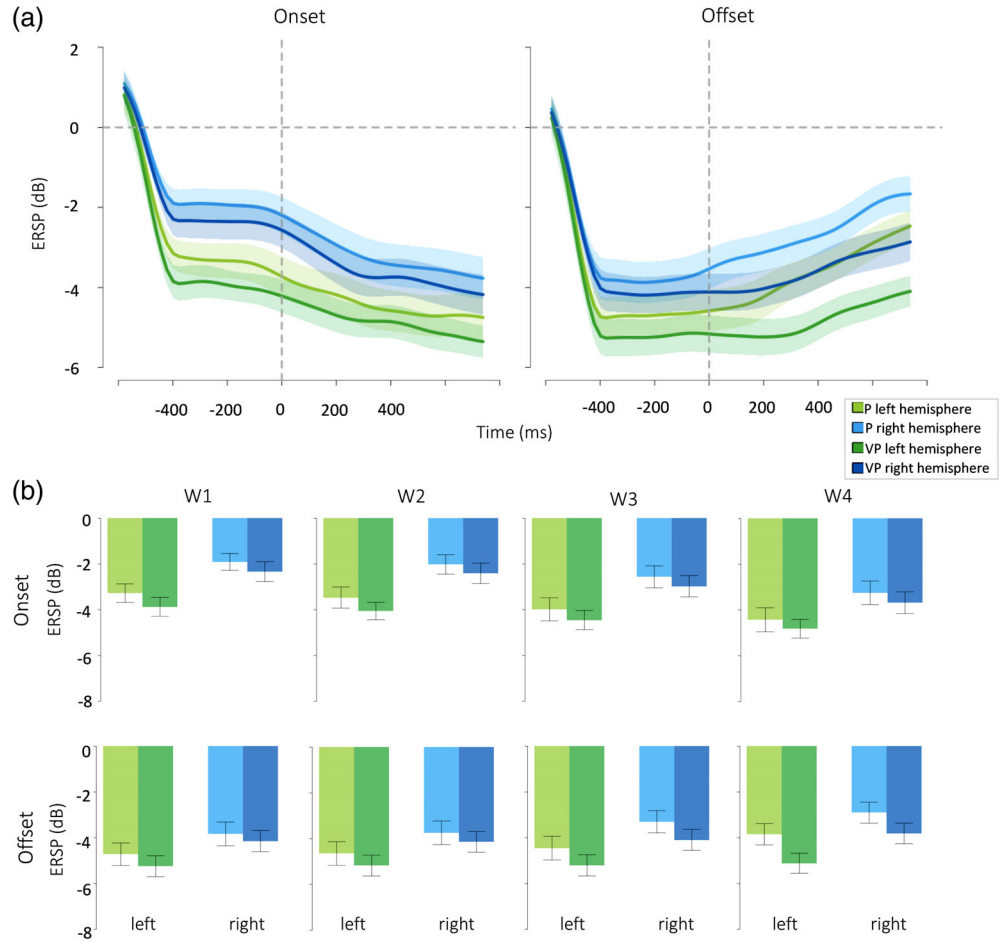 (a)
Onset
Offset
2
0
-2
-4
-6
ERSP (dB)
-400 -200 0 200 400
-400 -200 0 200 400
Time (ms)
P left hemisphere
P right hemisphere
VP left hemisphere
VP right hemisphere
(b)
W1 W2 W3 W4
Onset
ERSP (dB)
0
-2
-4
-6
-8
Offset
ERSP (dB)
0
-2
-4
-6
-8
left right left right left right left right